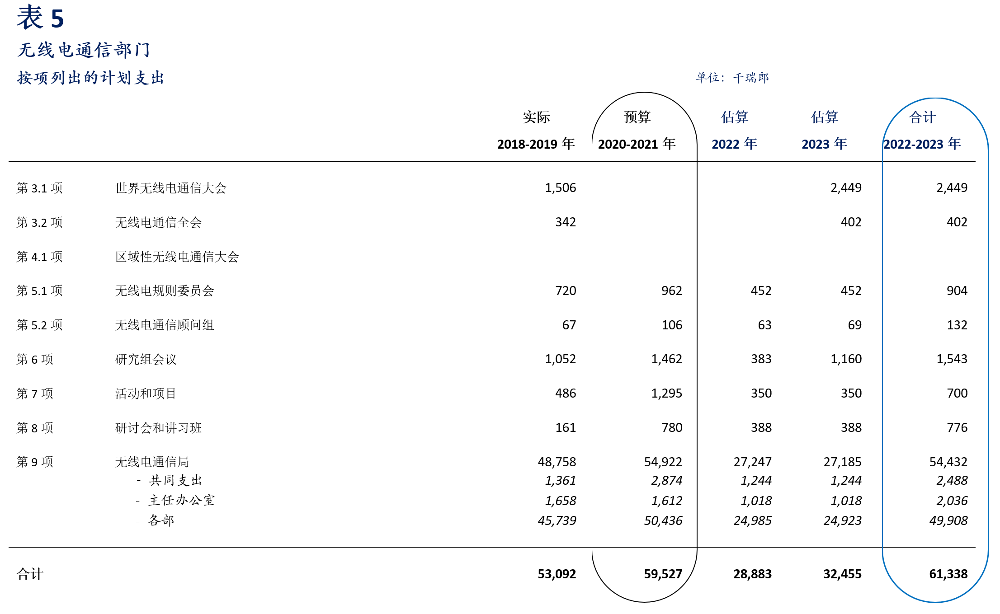 表 5
无线电通信部门
按项列出的计划支出 单位：千瑞郎
实际 预算 估算 估算 合计
2018-2019 年 2020-2021 年 2022 年 2023 年 2022-2023 年
第 3.1 项 世界无线电通信大会 1,506 2,449 2,449
第 3.2 项 无线电通信全会 342 402 402
第 4.1 项 区域性无线电通信大会
第 5.1 项 无线电规则委员会 720 962 452 452 904
第 5.2 项 无线电通信顾问组 67 106 63 69 132
第 6 项 研究组会议 1,052 1,462 383 1,160 1,543
第 7 项 活动和项目 486 1,295 350 350 700
第 8 项 研讨会和讲习班 161 780 388 388 776
第 9 项 无线电通信局 48,758 54,922 27,247 27,185 54,432
- 共同支出 1,361 2,874 1,244 1,244 2,488
- 主任办公室 1,658 1,612 1,018 1,018 2,036
- 各部 45,739 50,436 24,985 24,923 49,908
合计 53,092 59,527 28,883 32,455 61,338